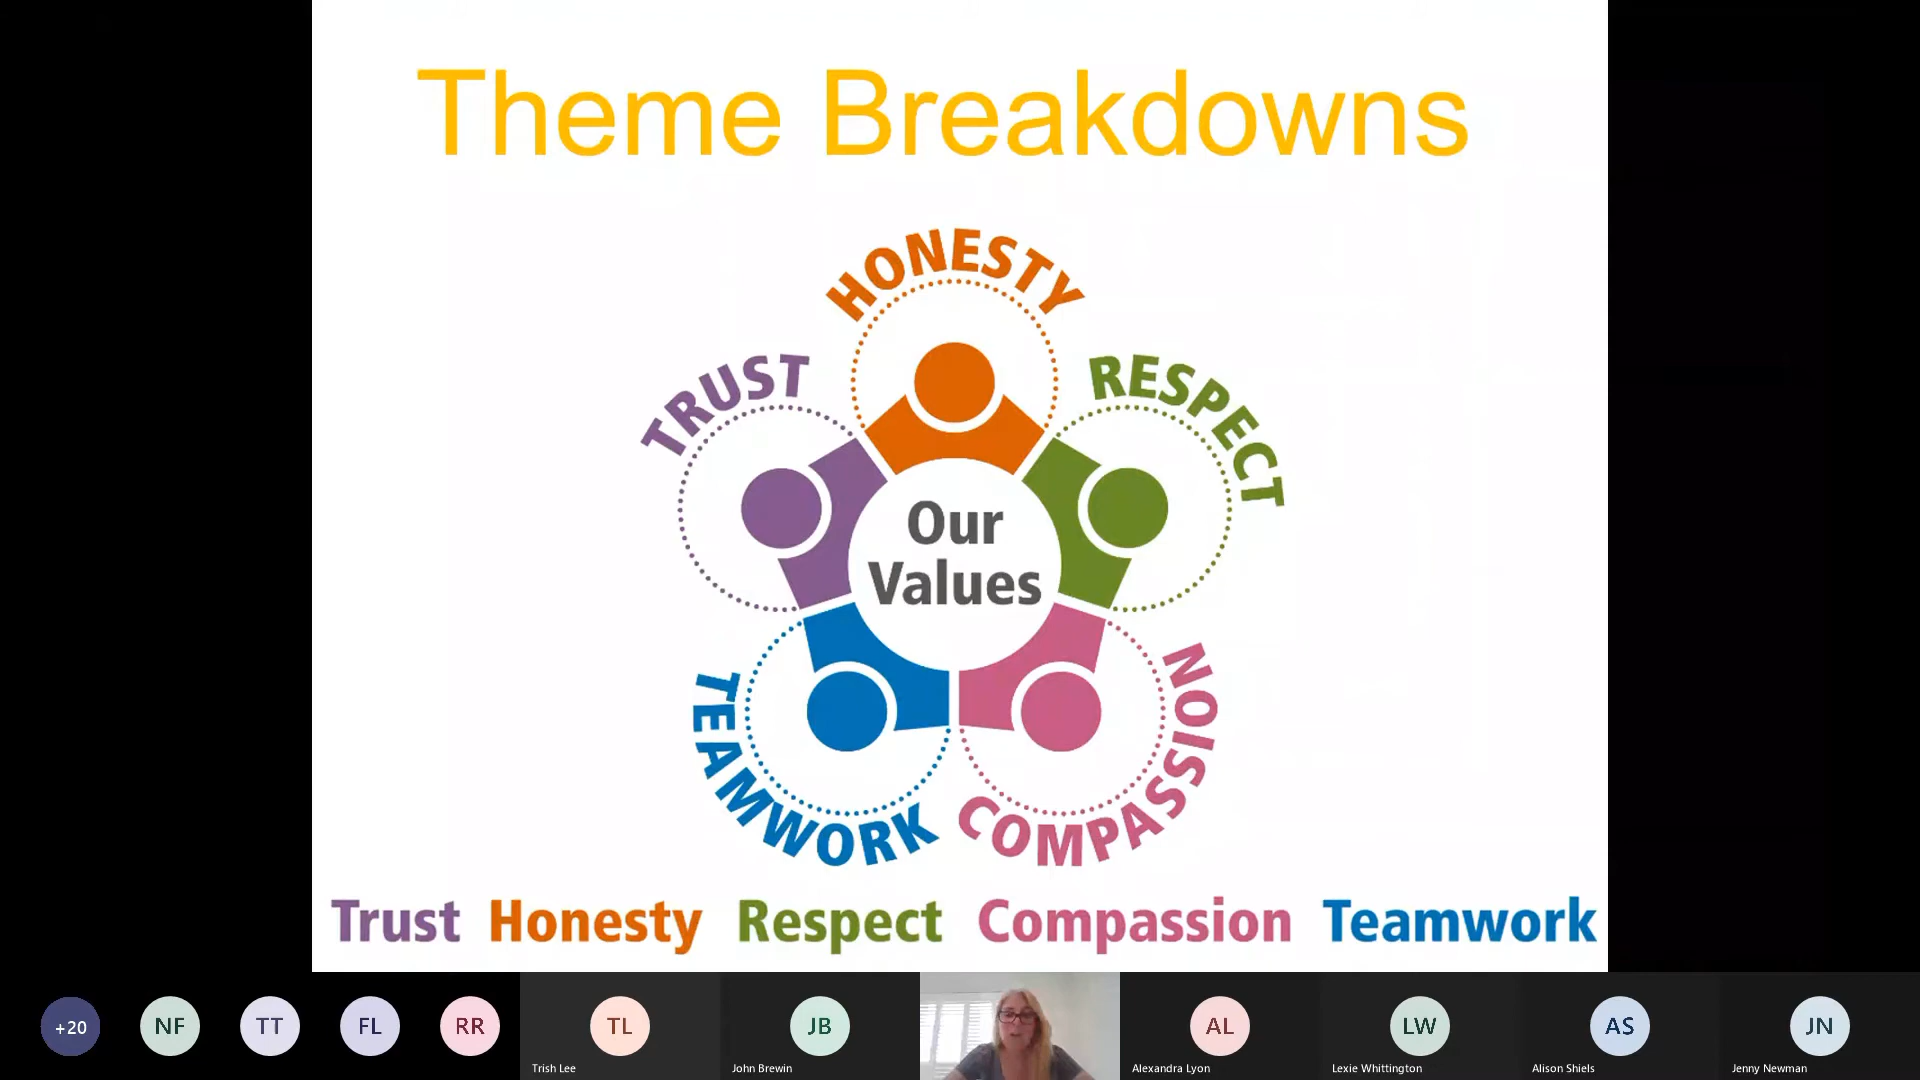 Theme Breakdowns
HONESTY
TRUST
RESPECT
Our
Values
TEAMWORK
COMPASSION
Trust Honesty Respect Compassion Teamwork
+20
NF
TT
FL
RR
TL
JB
AL
LW
AS
JN
Trish Lee
John Brewin
Alexandra Lyon
Lexie Whittington
Alison Shiels
Jenny Newman